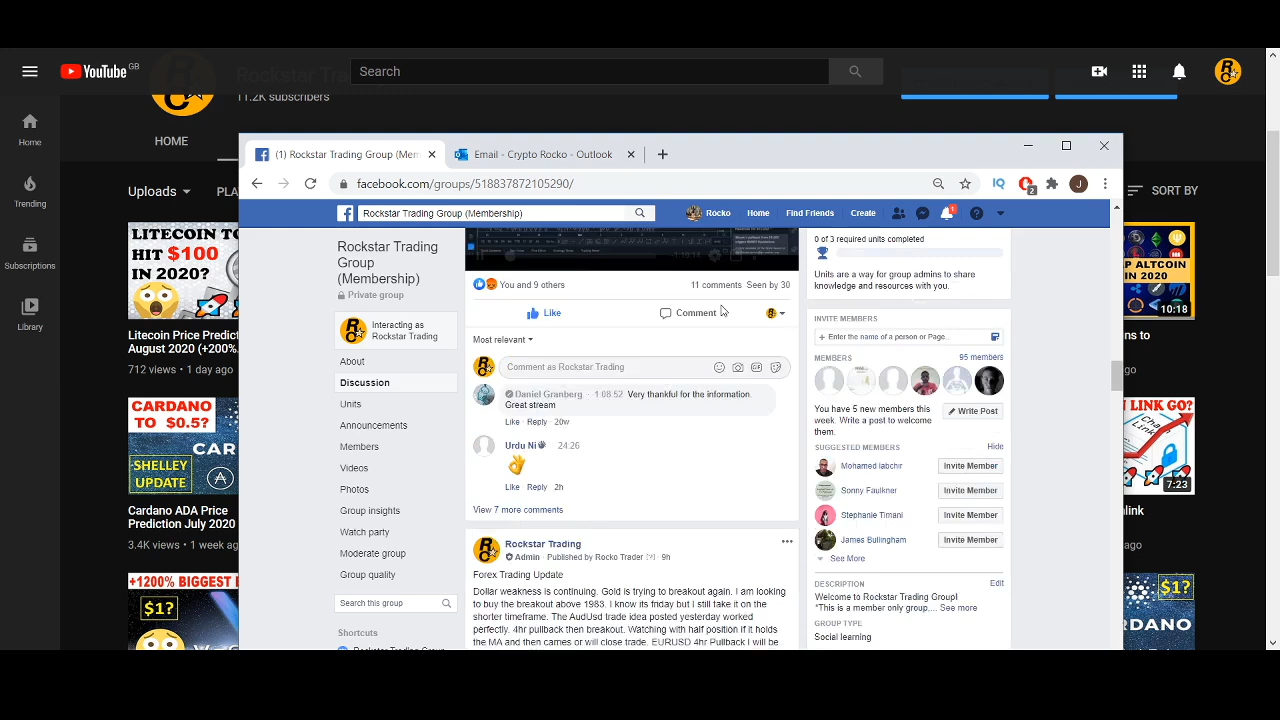 YouTube GB
Search
Rockstar Tra
11.2K subscribers
HOME
Home
Trending
Subscriptions
Library
Uploads
PLA
SORT BY
LITECOIN TO
HIT $100
IN 2020?
Litecoin Price Predict
August 2020 (+200%
712 views • 1 day ago
CARDANO
TO $0.5?
SHELLEY
UPDATE
Cardano ADA Price
Prediction July 2020
3.4K views • 1 week ag
+1200% BIGGEST
$1?
(1) Rockstar Trading Group (Mem
Email - Crypto Rocko - Outlook
facebook.com/groups/518837872105290/
IQ
2
J
Rockstar Trading Group (Membership)
Rocko
Home
Find Friends
Create
1
Rockstar Trading
Group
(Membership)
Private group
Interacting as
Rockstar Trading
About
Discussion
Units
Announcements
Members
Videos
Photos
Group insights
Watch party
Moderate group
Group quality
Search this group
Shortcuts
You and 9 others
11 comments Seen by 30
Like
Comment
Most relevant
Comment as Rockstar Trading
Daniel Granberg · 1:08:52 Very thankful for the information.
Great stream
Like · Reply · 20w
Urdu Ni 24:26
Like · Reply · 2h
View 7 more comments
Rockstar Trading
Admin · Published by Rocko Trader [?] · 9h
Forex Trading Update
Dollar weakness is continuing. Gold is trying to breakout again. I am looking
to buy the breakout above 1983. I know its friday but I still take it on the
shorter timeframe. The AudUsd trade idea posted yesterday worked
perfectly. 4hr pullback then breakout. Watching with half position if it holds
the MA and then carries or will close trade. EURUSD 4Hr Pullback I will be
0 of 3 required units completed
Units are a way for group admins to share
knowledge and resources with you.
INVITE MEMBERS
+ Enter the name of a person or Page...
MEMBERS
95 members
You have 5 new members this
week. Write a post to welcome
them.
Write Post
SUGGESTED MEMBERS
Hide
Mohamed labchir
Invite Member
Sonny Faulkner
Invite Member
Stephanie Timani
Invite Member
James Bullingham
Invite Member
See More
DESCRIPTION
Edit
Welcome to Rockstar Trading Group!
*This is a member only group,... See more
GROUP TYPE
Social learning
P ALTCOIN
IN 2020
10:18
ns to
go
LINK GO?
7:23
nlink
ago
$1?
RDANO